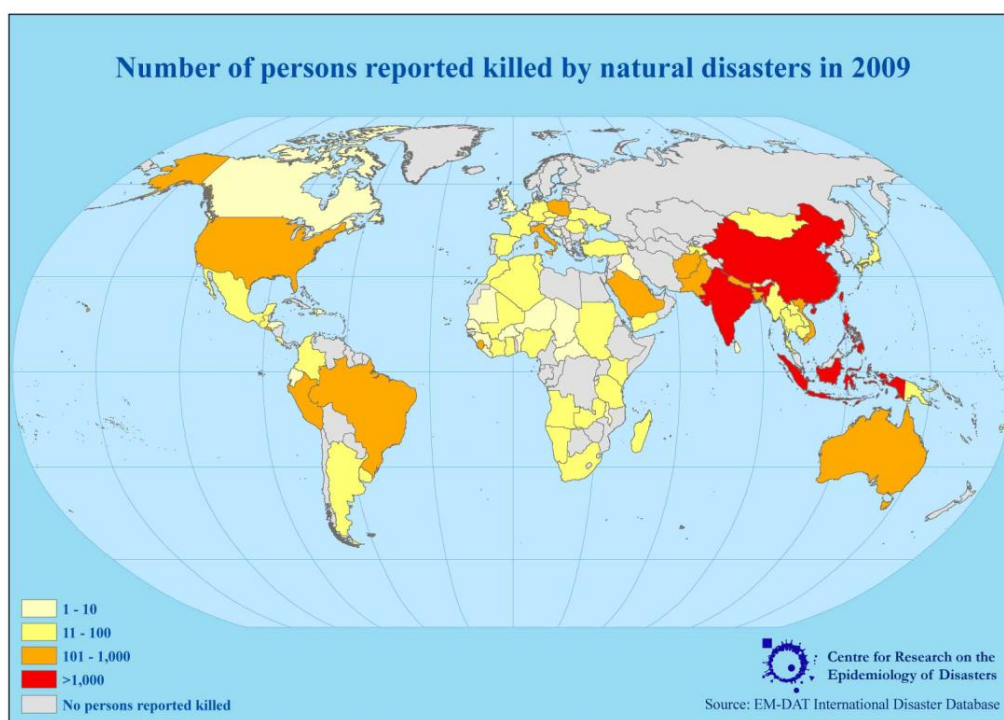 Number of persons reported killed by natural disasters in 2009
1 - 10
11 - 100
101 - 1,000
>1,000
No persons reported killed
Centre for Research on the
Epidemiology of Disasters
Source: EM-DAT International Disaster Database